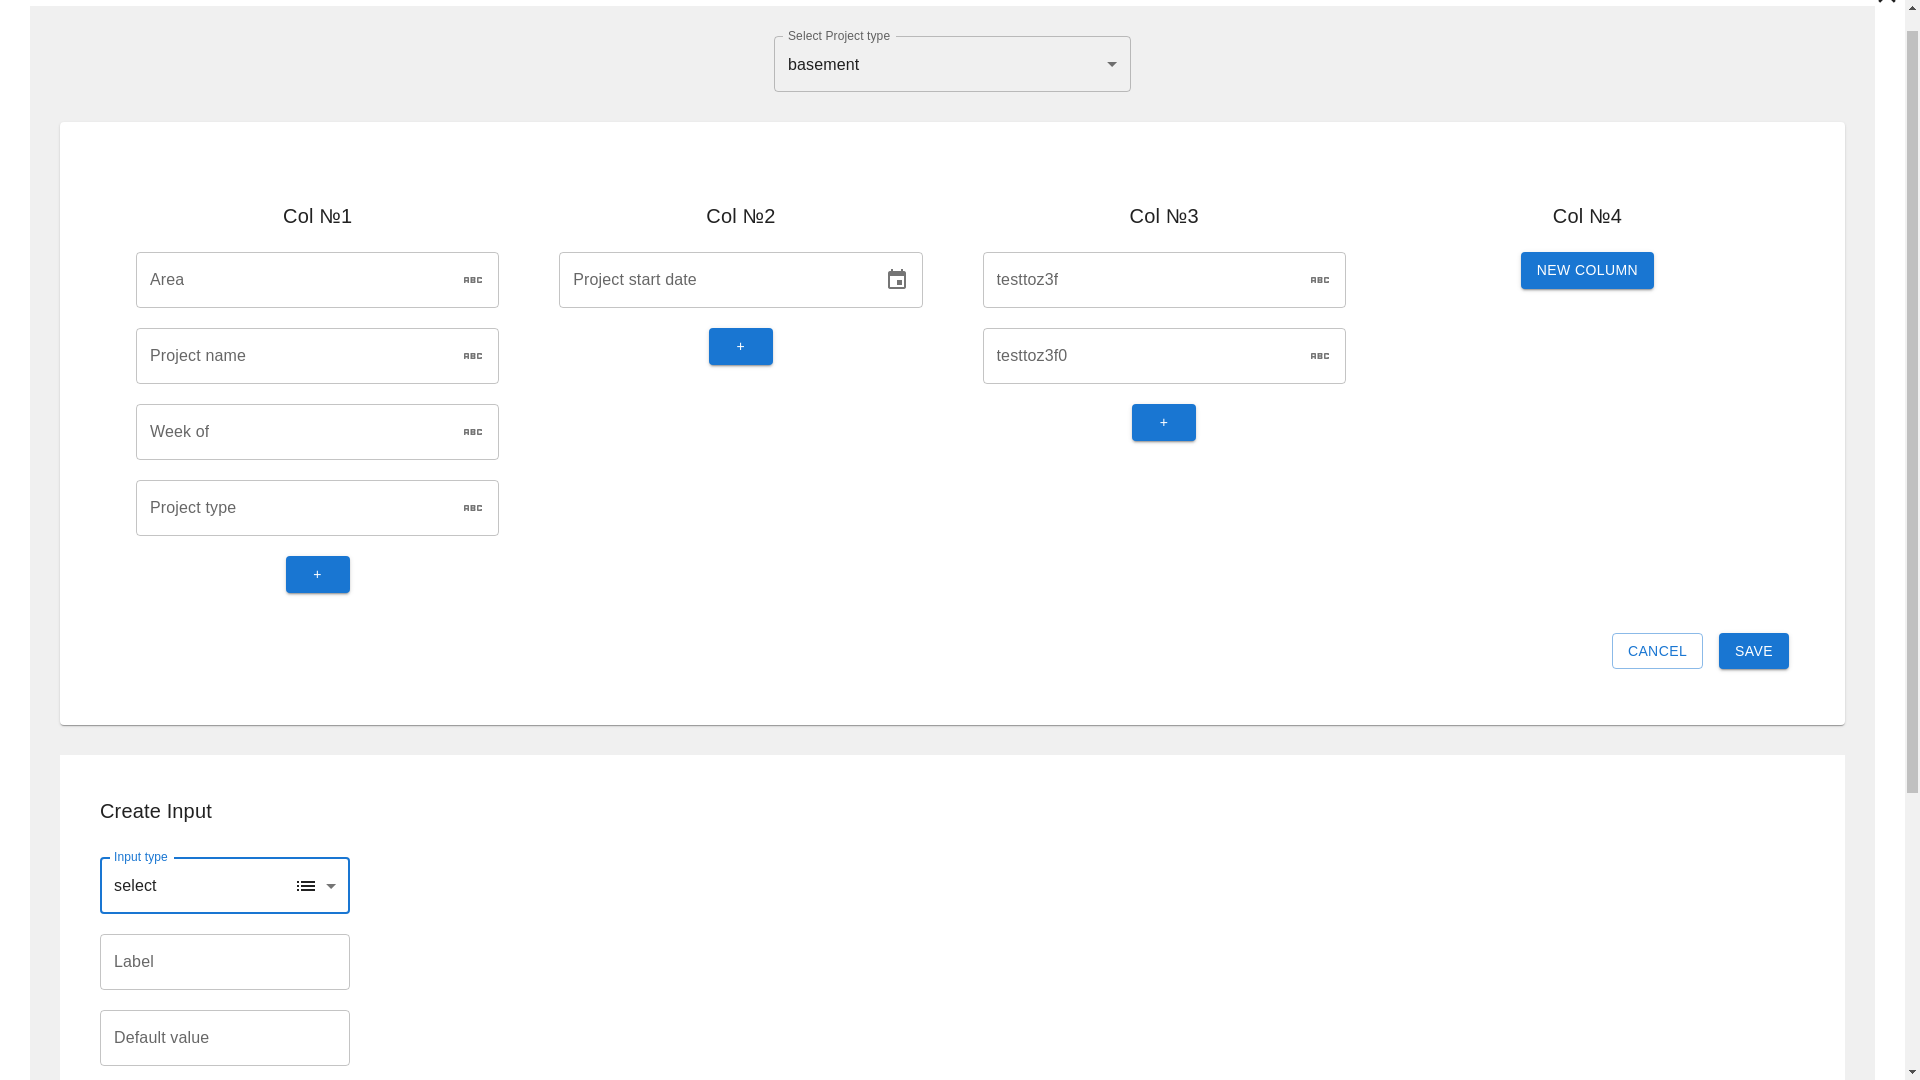 Select Project type
basement
Col №1
Col №2
Col №3
Col №4
Area
ABC
Project start date
testtoz3f
ABC
NEW COLUMN
Project name
ABC
+
testtoz3f0
ABC
Week of
ABC
+
Project type
ABC
+
CANCEL
SAVE
Create Input
Input type
select
Label
Default value